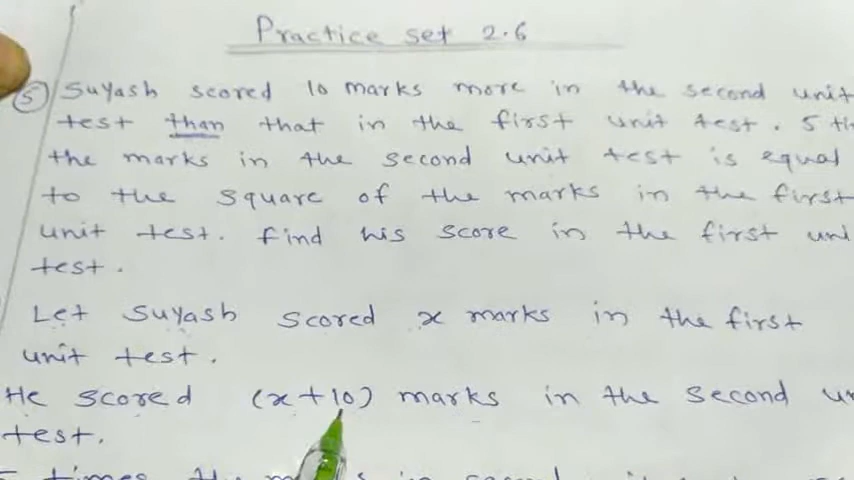 Practice set 2.6
5 Suyash scored 10 marks more in the second unit
test than that in the first unit test. 5
the marks in the second unit test is equal
to the square of the marks in the first
unit test. find his score in the first
test.
Let Suyash scored x marks in the first
unit test.
He scored (x+10) marks in the second
test.
times the